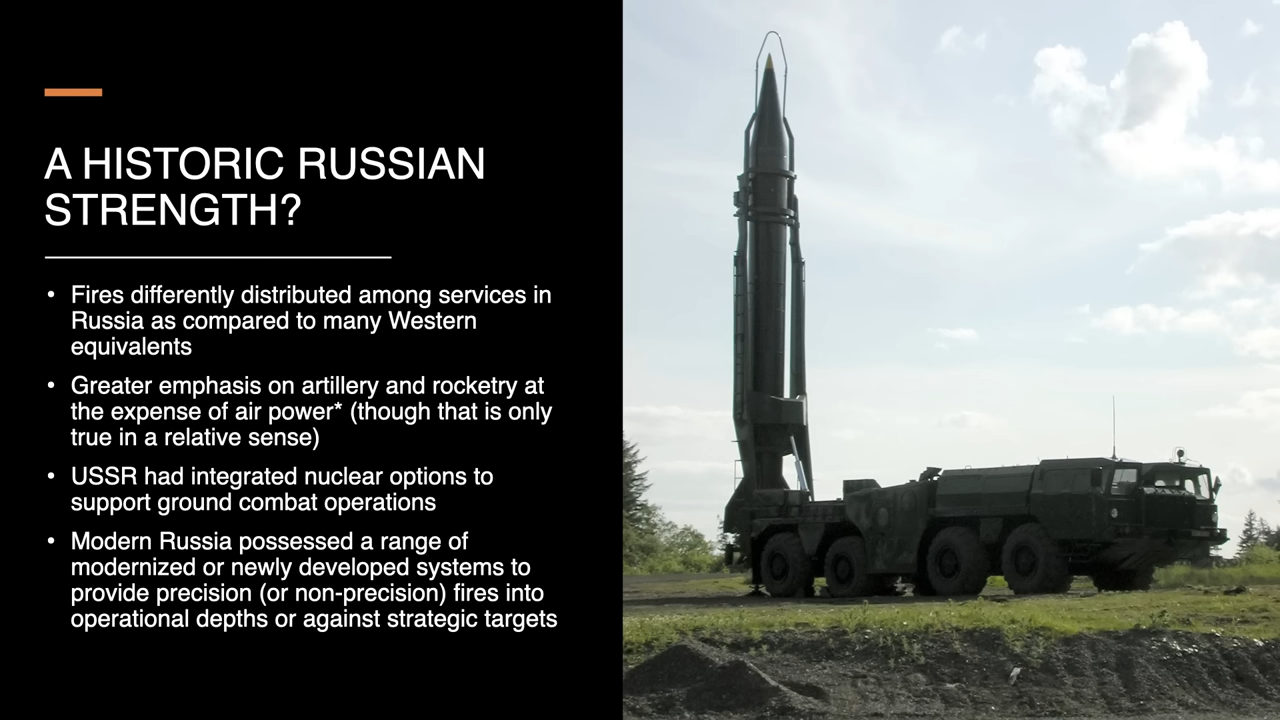 A HISTORIC RUSSIAN
STRENGTH?
• Fires differently distributed among services in
Russia as compared to many Western
equivalents
• Greater emphasis on artillery and rocketry at
the expense of air power* (though that is only
true in a relative sense)
• USSR had integrated nuclear options to
support ground combat operations
• Modern Russia possessed a range of
modernized or newly developed systems to
provide precision (or non-precision) fires into
operational depths or against strategic targets